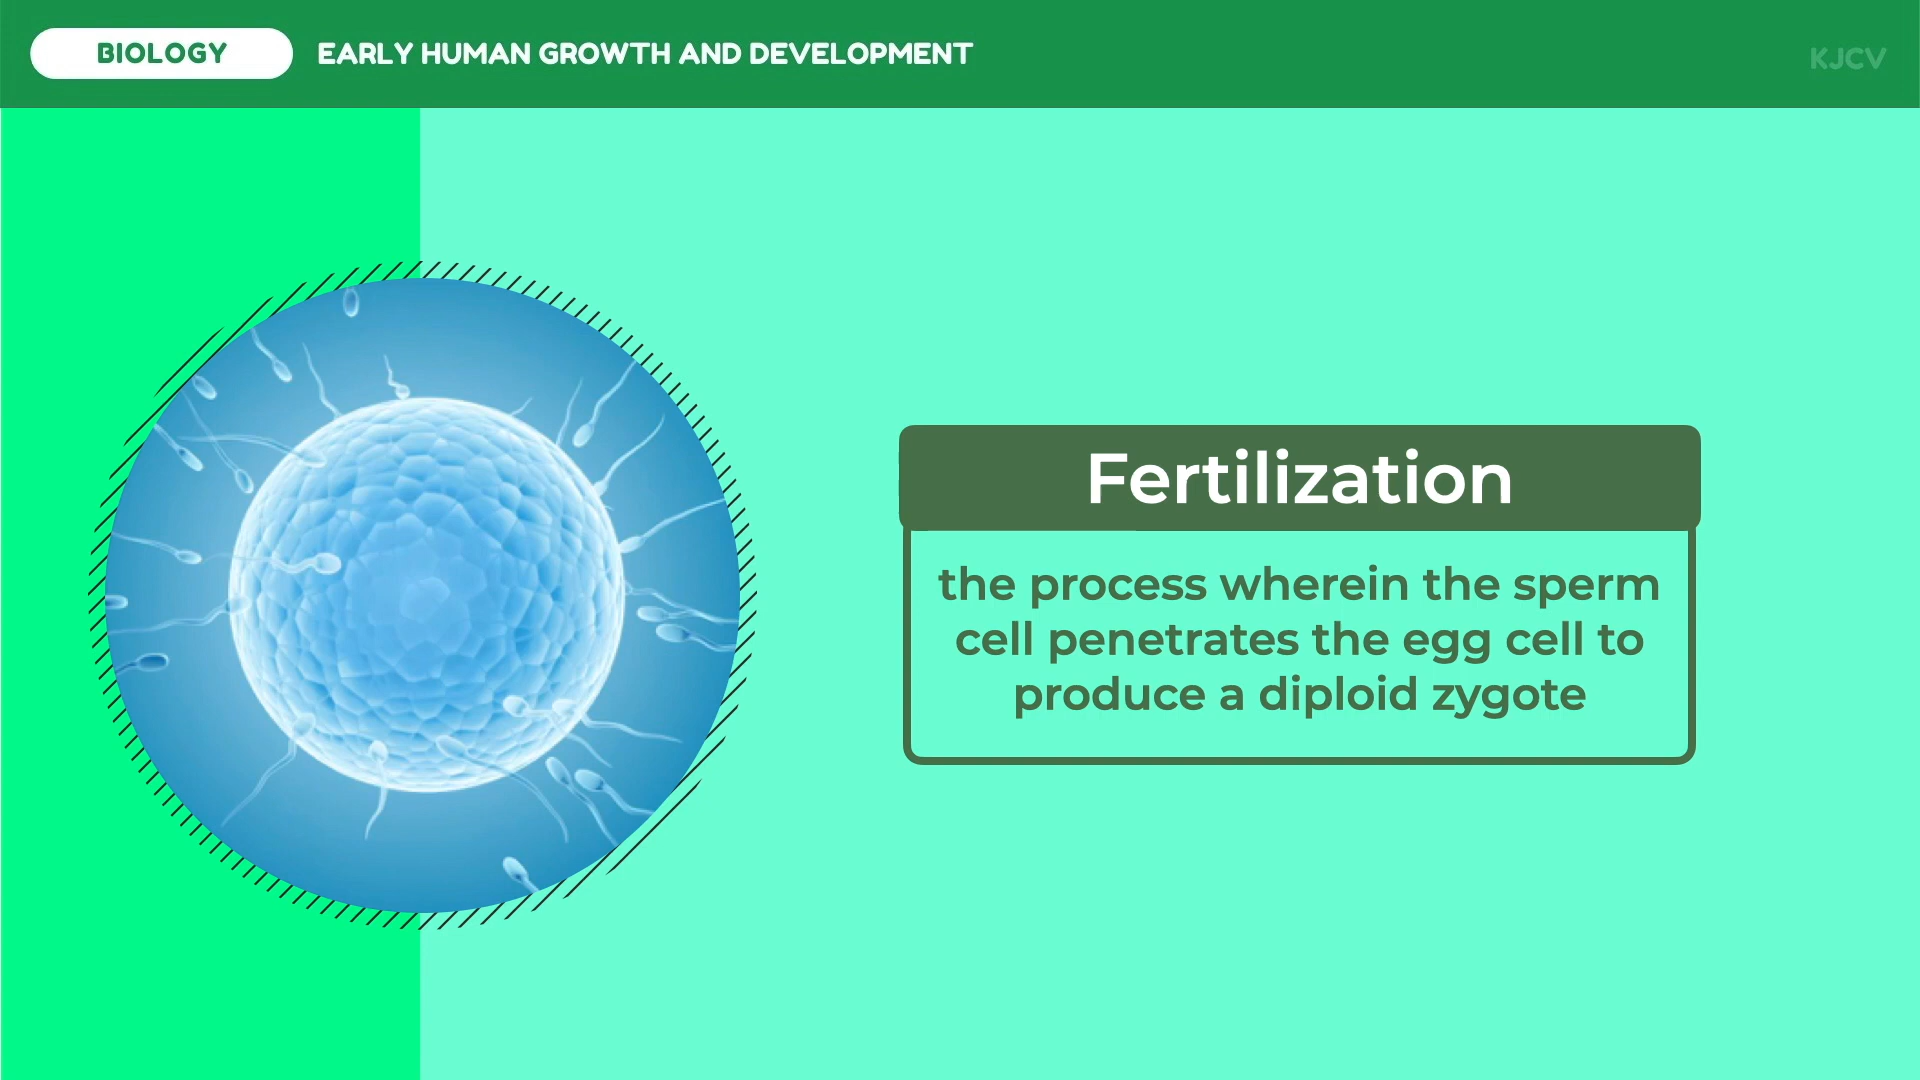 BIOLOGY
EARLY HUMAN GROWTH AND DEVELOPMENT
KJCV
Fertilization
the process wherein the sperm
cell penetrates the egg cell to
produce a diploid zygote